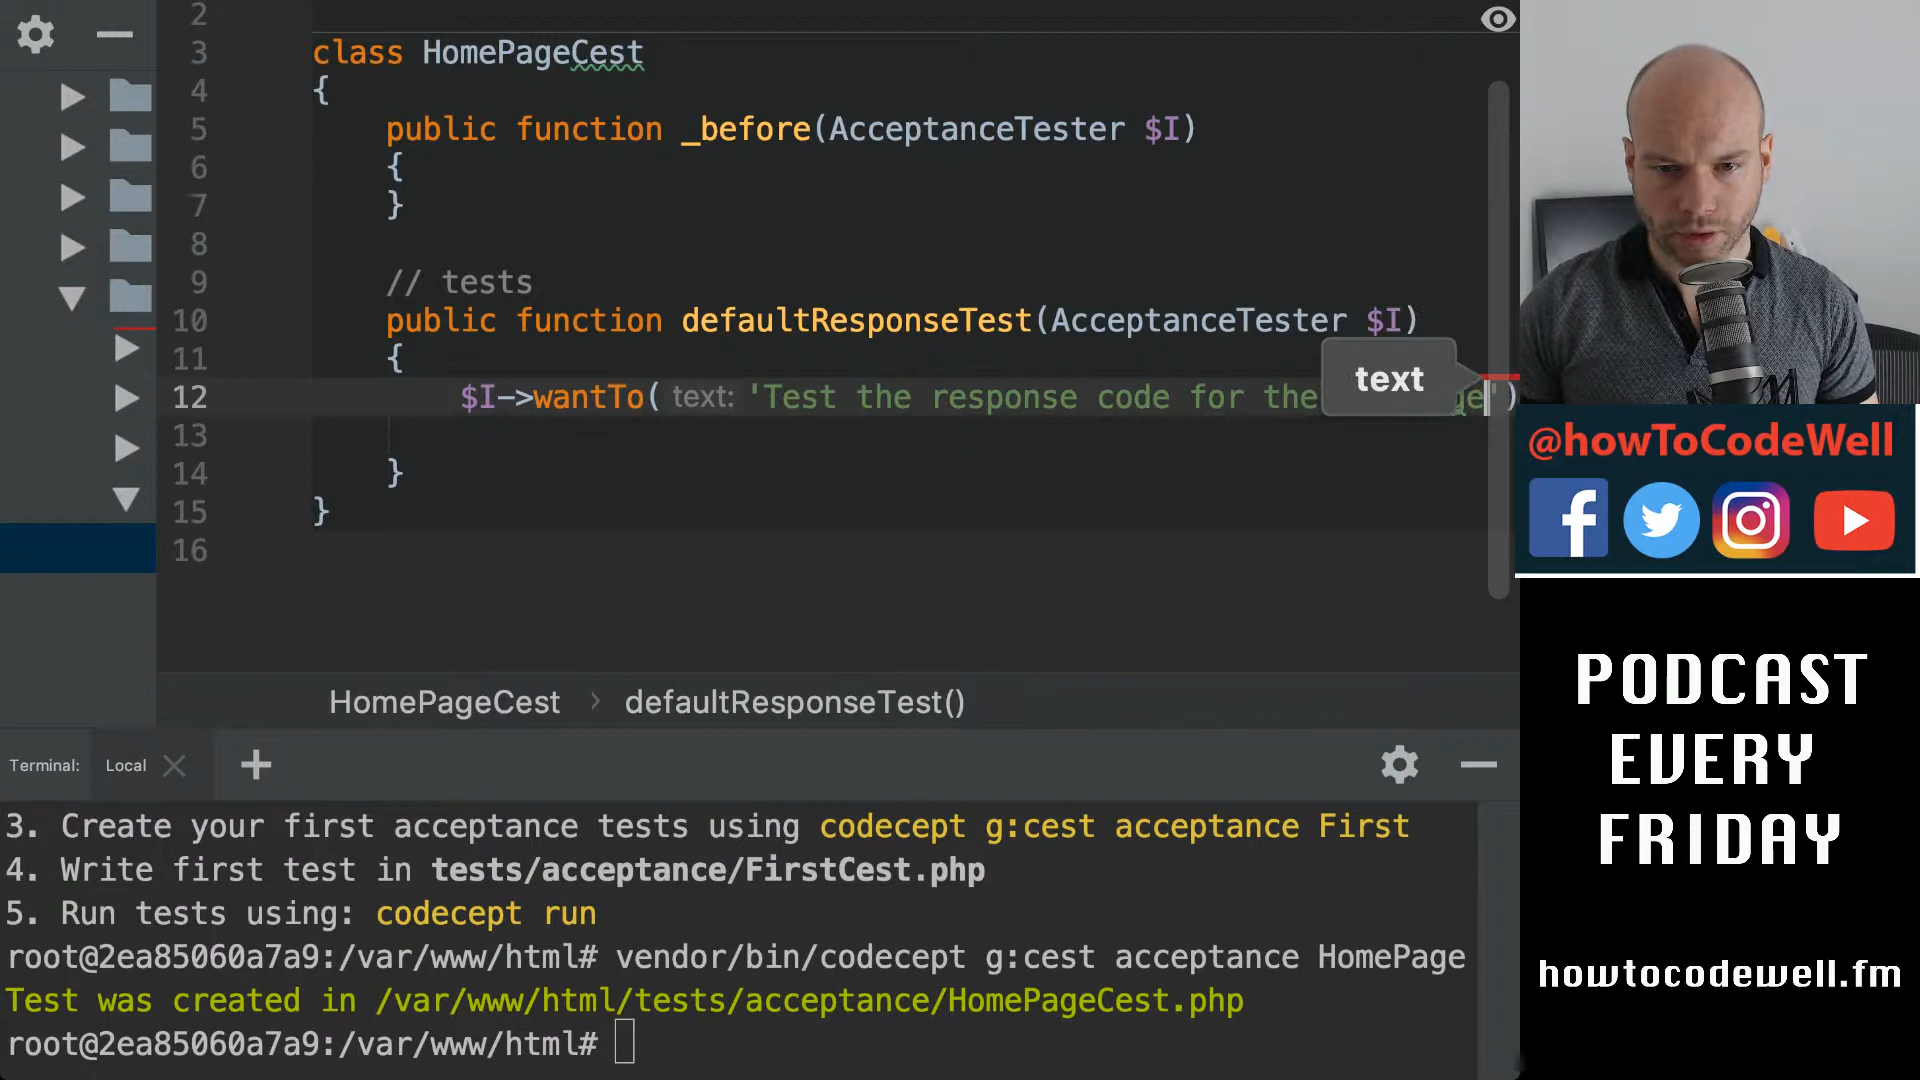 2
3 class HomePageCest
4 {
5 public function _before(AcceptanceTester $I)
6 {
7 }
8
9 // tests
10 public function defaultResponseTest(AcceptanceTester $I)
11 {
12 $I->wantTo( text: 'Test the response code for the ge')
text
13
14 }
15 }
16
HomePageCest > defaultResponseTest()
Terminal: Local × +
3. Create your first acceptance tests using codecept g:cest acceptance First
4. Write first test in tests/acceptance/FirstCest.php
5. Run tests using: codecept run
root@2ea85060a7a9:/var/www/html# vendor/bin/codecept g:cest acceptance HomePage
Test was created in /var/www/html/tests/acceptance/HomePageCest.php
root@2ea85060a7a9:/var/www/html#
@howToCodeWell
PODCAST
EVERY
FRIDAY
howtocodewell.fm